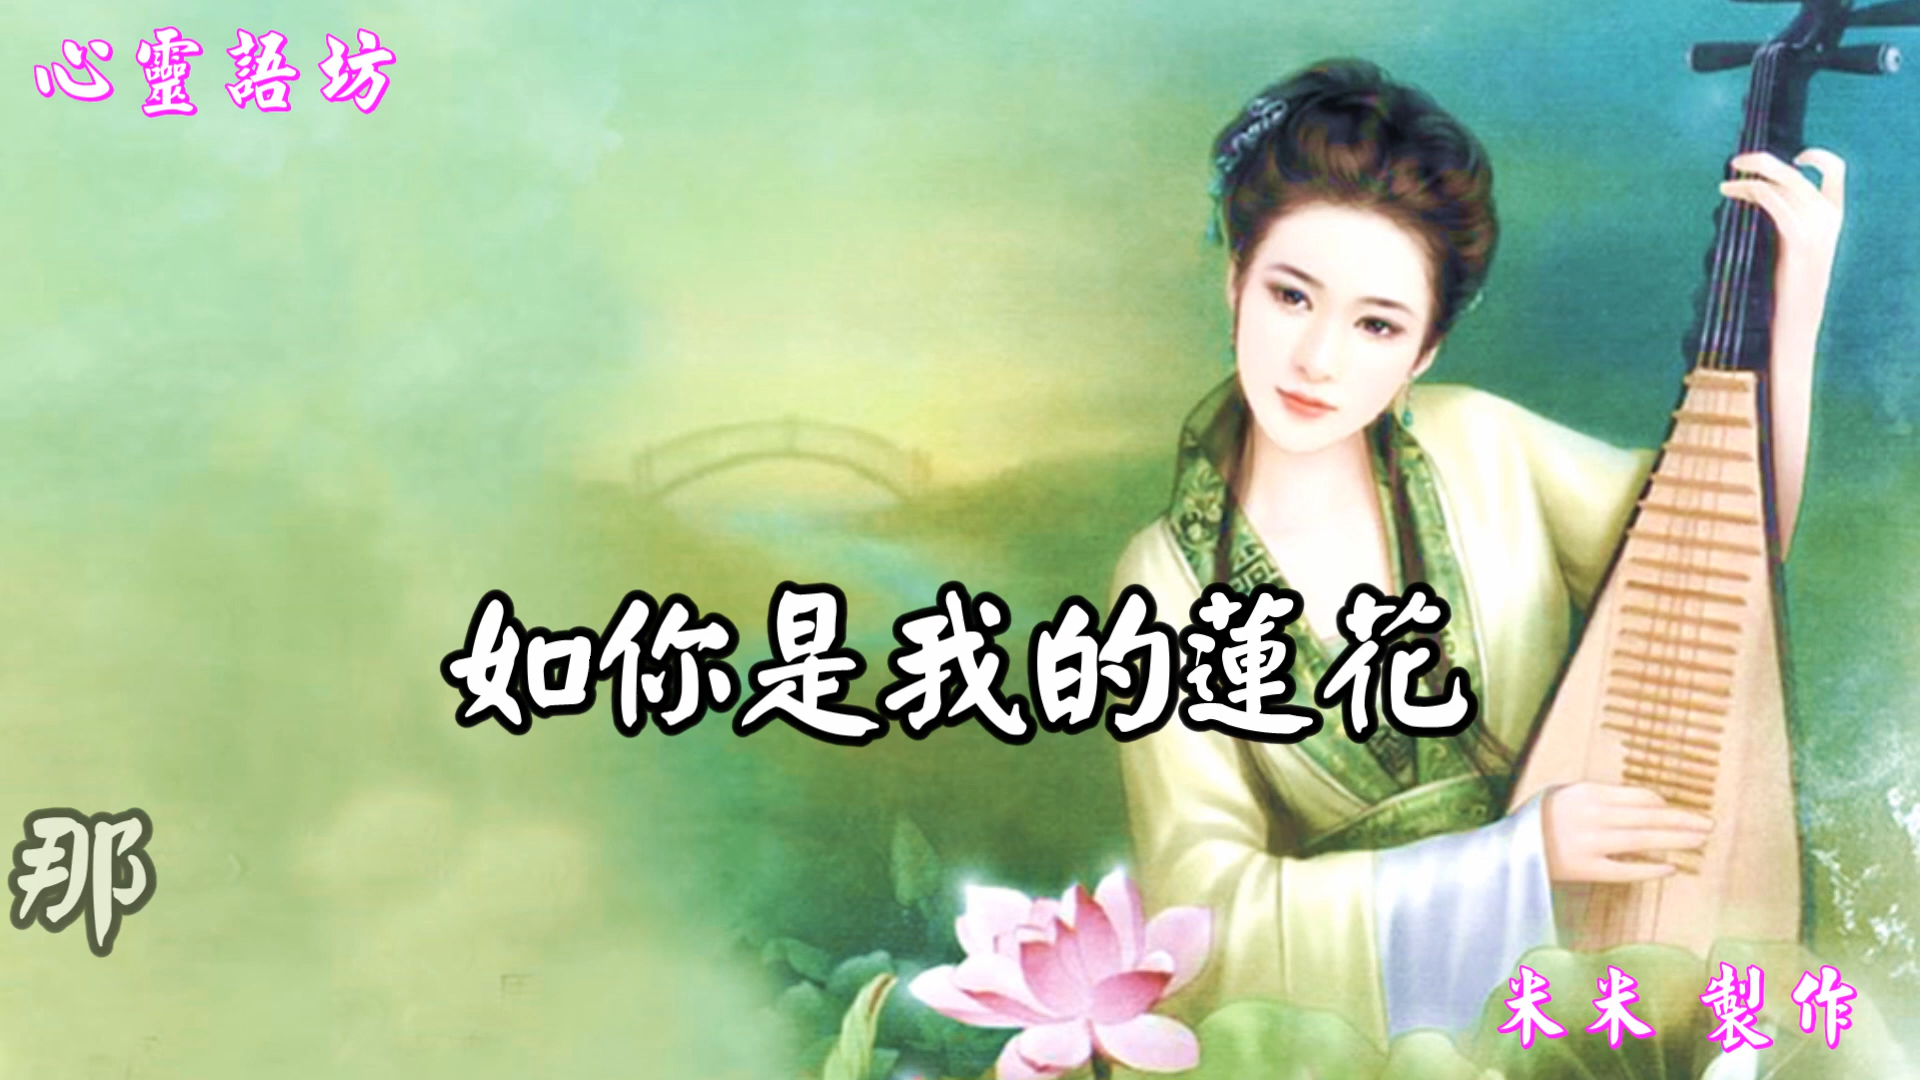 心靈語坊
如你是我的蓮花
那
米米 製作